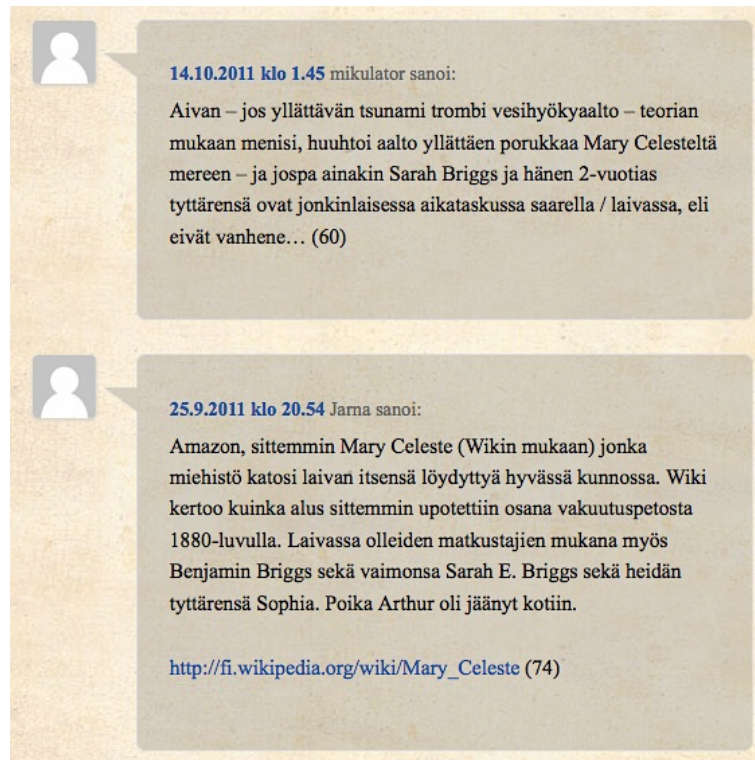 14.10.2011 klo 1.45 mikulator sanoi:
Aivan – jos yllättävän tsunami trombi vesihyökyaalto – teorian
mukaan menisi, huuhtoi aalto yllättäen porukkaa Mary Celesteltä
mereen – ja jospa ainakin Sarah Briggs ja hänen 2-vuotias
tyttärensä ovat jonkinlaisessa aikataskussa saarella / laivassa, eli
eivät vanhene… (60)
25.9.2011 klo 20.54 Jarna sanoi:
Amazon, sittemmin Mary Celeste (Wikin mukaan) jonka
miehistö katosi laivan itsensä löydyttyä hyvässä kunnossa. Wiki
kertoo kuinka alus sittemmin upotettiin osana vakuutuspetosta
1880-luvulla. Laivassa olleiden matkustajien mukana myös
Benjamin Briggs sekä vaimonsa Sarah E. Briggs sekä heidän
tyttärensä Sophia. Poika Arthur oli jäänyt kotiin.
http://fi.wikipedia.org/wiki/Mary_Celeste (74)